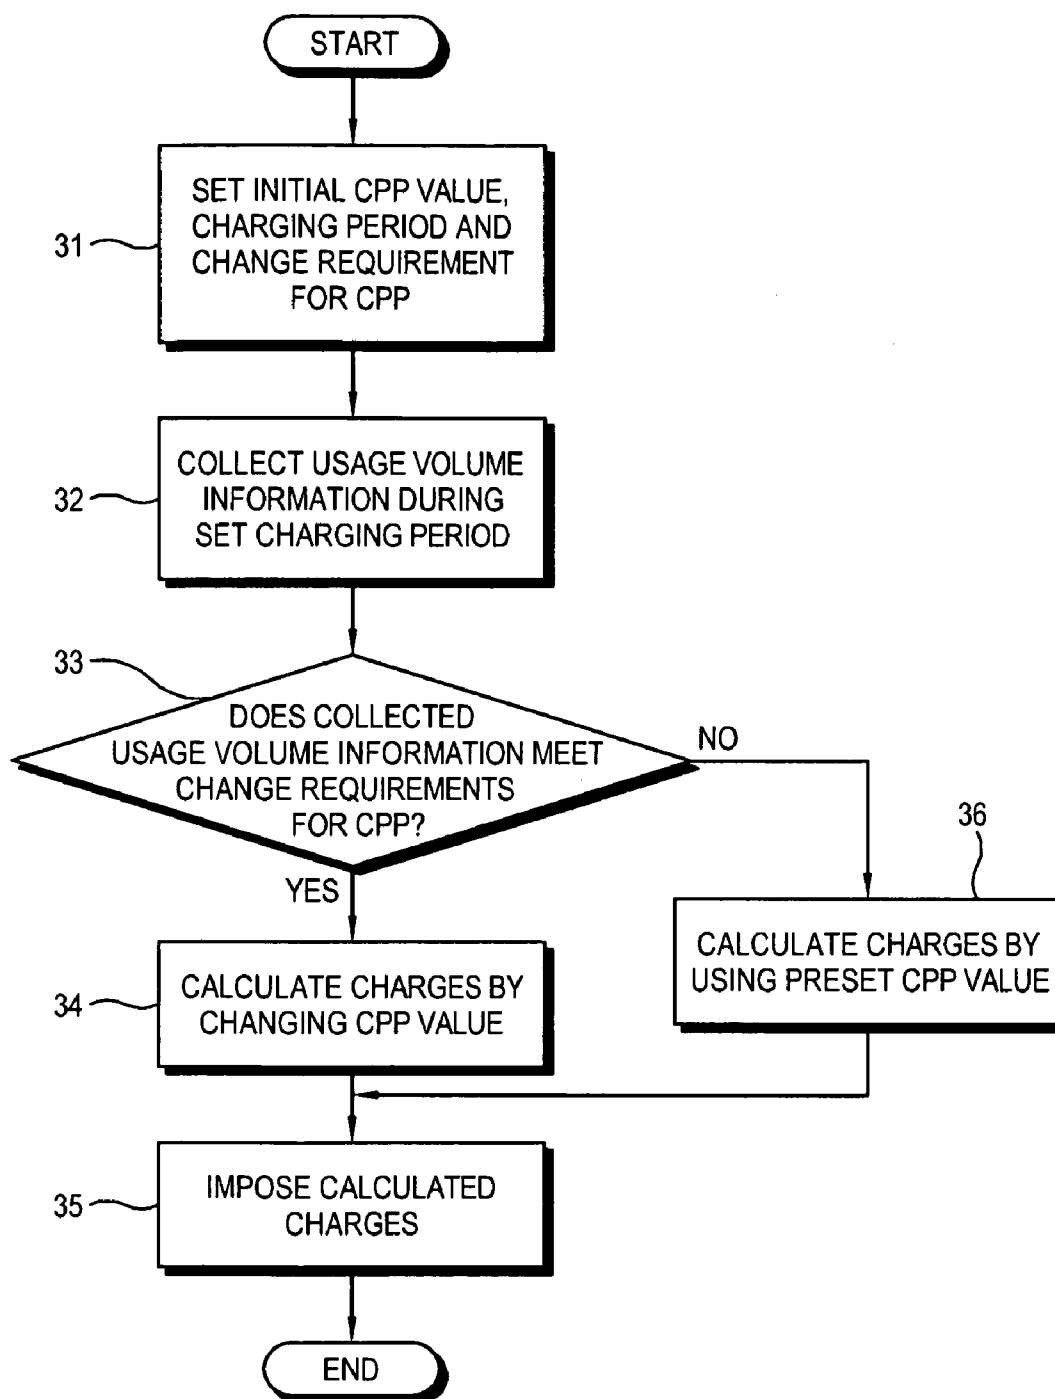 START
31
SET INITIAL CPP VALUE,
CHARGING PERIOD AND
CHANGE REQUIREMENT
FOR CPP
32
COLLECT USAGE VOLUME
INFORMATION DURING
SET CHARGING PERIOD
33
DOES COLLECTED
USAGE VOLUME INFORMATION MEET
CHANGE REQUIREMENTS
FOR CPP?
NO
YES
36
CALCULATE CHARGES BY
USING PRESET CPP VALUE
34
CALCULATE CHARGES BY
CHANGING CPP VALUE
35
IMPOSE CALCULATED
CHARGES
END